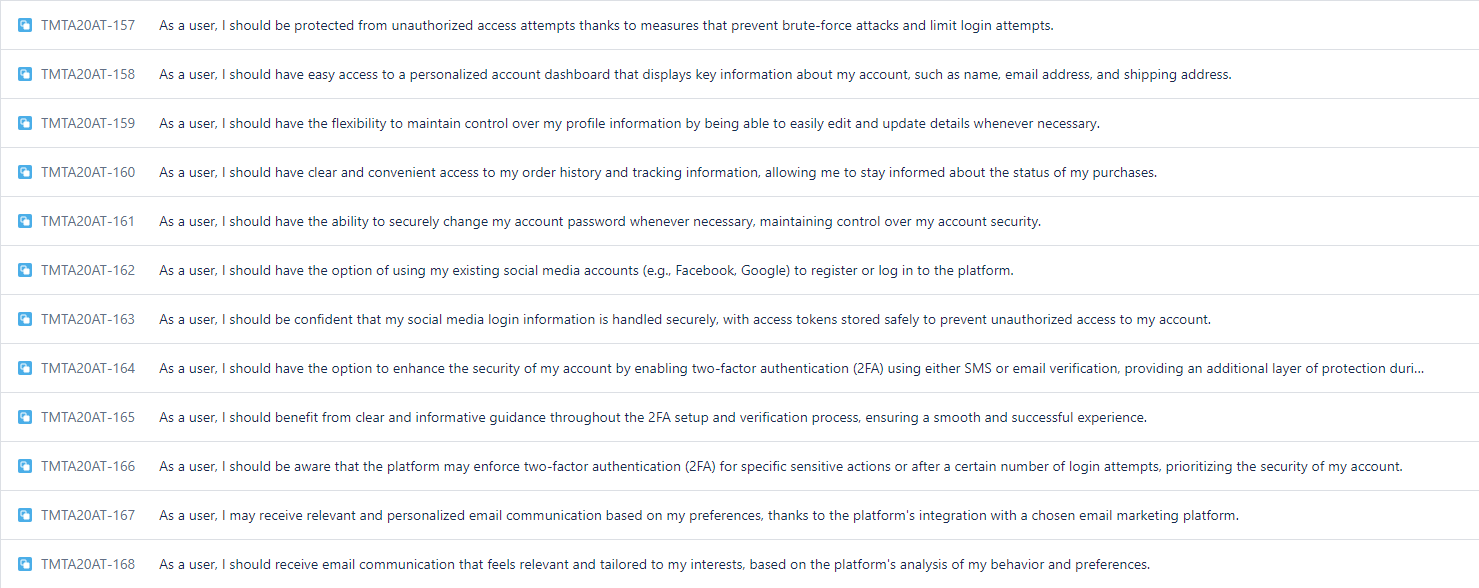 TMTA20AT-157 As a user, I should be protected from unauthorized access attempts thanks to measures that prevent brute-force attacks and limit login attempts.
TMTA20AT-158 As a user, I should have easy access to a personalized account dashboard that displays key information about my account, such as name, email address, and shipping address.
TMTA20AT-159 As a user, I should have the flexibility to maintain control over my profile information by being able to easily edit and update details whenever necessary.
TMTA20AT-160 As a user, I should have clear and convenient access to my order history and tracking information, allowing me to stay informed about the status of my purchases.
TMTA20AT-161 As a user, I should have the ability to securely change my account password whenever necessary, maintaining control over my account security.
TMTA20AT-162 As a user, I should have the option of using my existing social media accounts (e.g., Facebook, Google) to register or log in to the platform.
TMTA20AT-163 As a user, I should be confident that my social media login information is handled securely, with access tokens stored safely to prevent unauthorized access to my account.
TMTA20AT-164 As a user, I should have the option to enhance the security of my account by enabling two-factor authentication (2FA) using either SMS or email verification, providing an additional layer of protection duri...
TMTA20AT-165 As a user, I should benefit from clear and informative guidance throughout the 2FA setup and verification process, ensuring a smooth and successful experience.
TMTA20AT-166 As a user, I should be aware that the platform may enforce two-factor authentication (2FA) for specific sensitive actions or after a certain number of login attempts, prioritizing the security of my account.
TMTA20AT-167 As a user, I may receive relevant and personalized email communication based on my preferences, thanks to the platform's integration with a chosen email marketing platform.
TMTA20AT-168 As a user, I should receive email communication that feels relevant and tailored to my interests, based on the platform's analysis of my behavior and preferences.